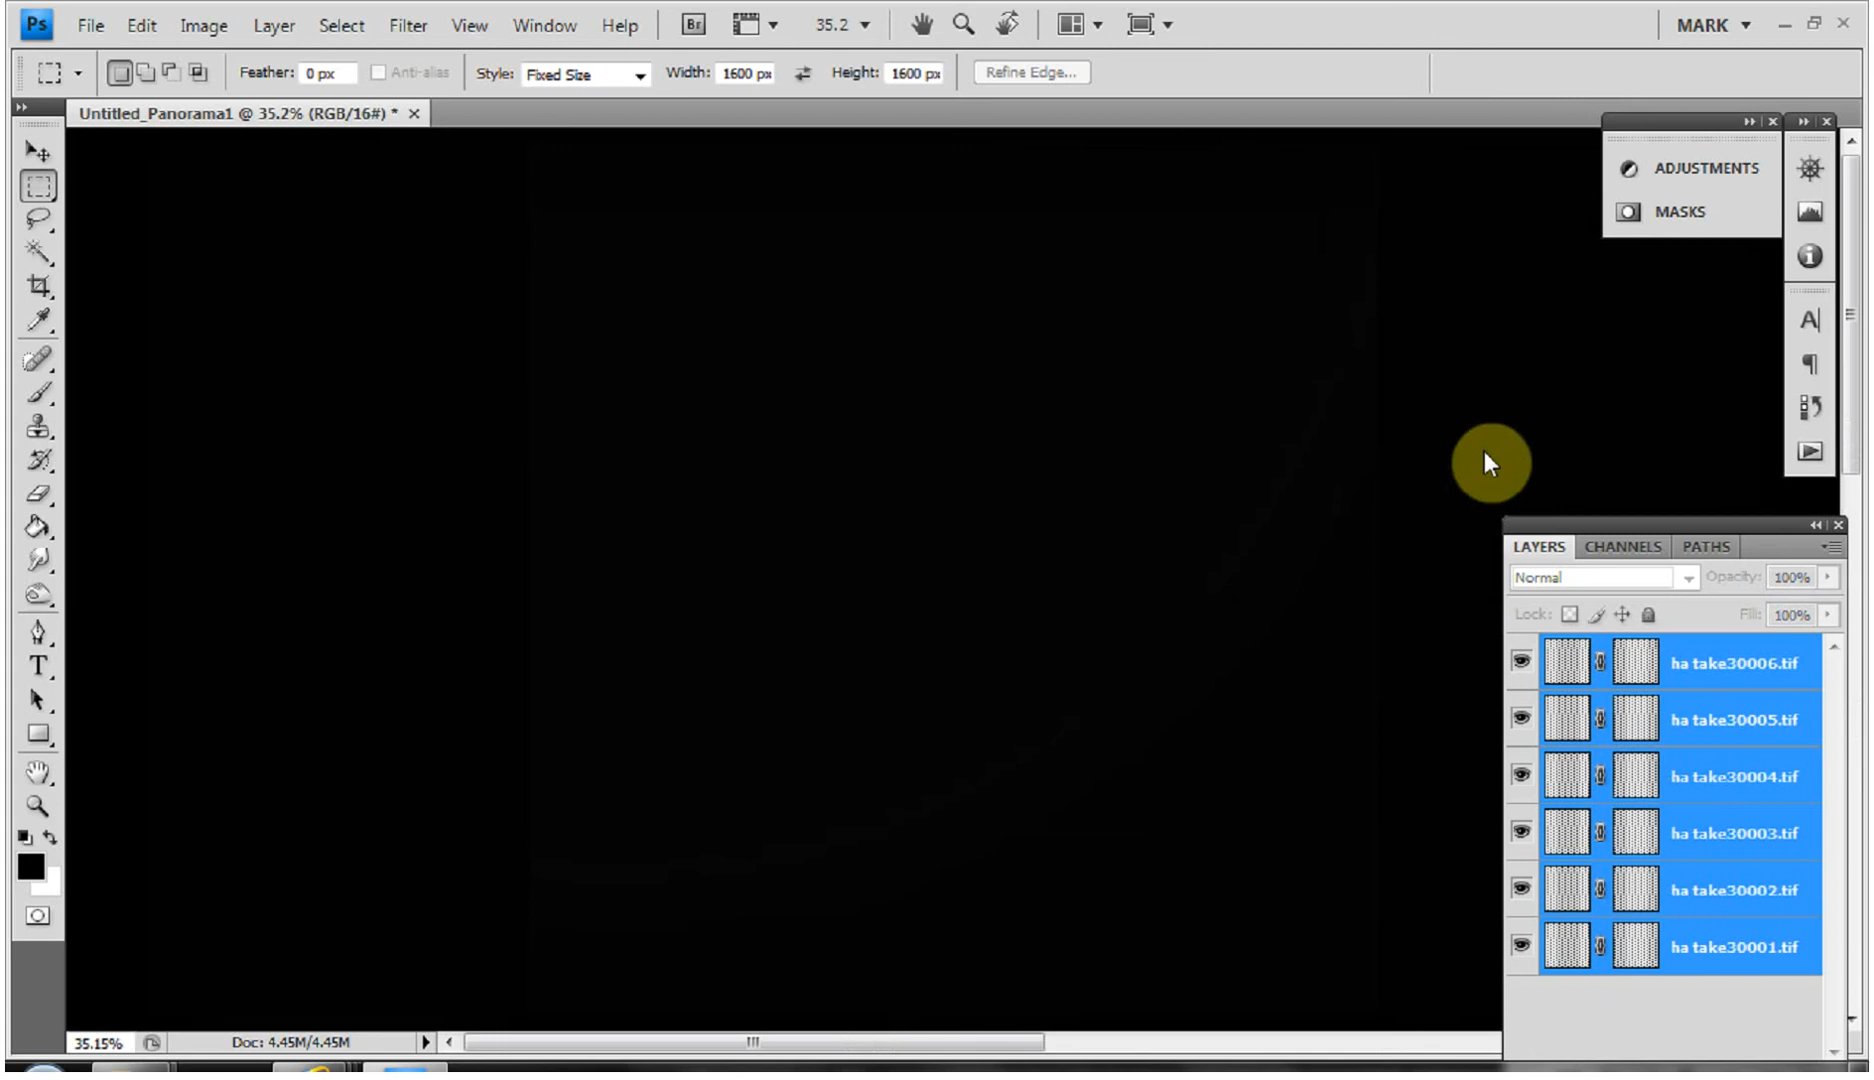 Ps File Edit Image Layer Select Filter View Window Help Br 35.2 MARK
Feather: 0 px Anti-alias Style: Fixed Size Width: 1600 px Height: 1600 px Refine Edge...
Untitled_Panorama1 @ 35.2% (RGB/16#) *
ADJUSTMENTS
MASKS
LAYERS CHANNELS PATHS
Normal Opacity: 100%
Lock: Fill: 100%
ha take30006.tif
ha take30005.tif
ha take30004.tif
ha take30003.tif
ha take30002.tif
ha take30001.tif
35.15% Doc: 4.45M/4.45M